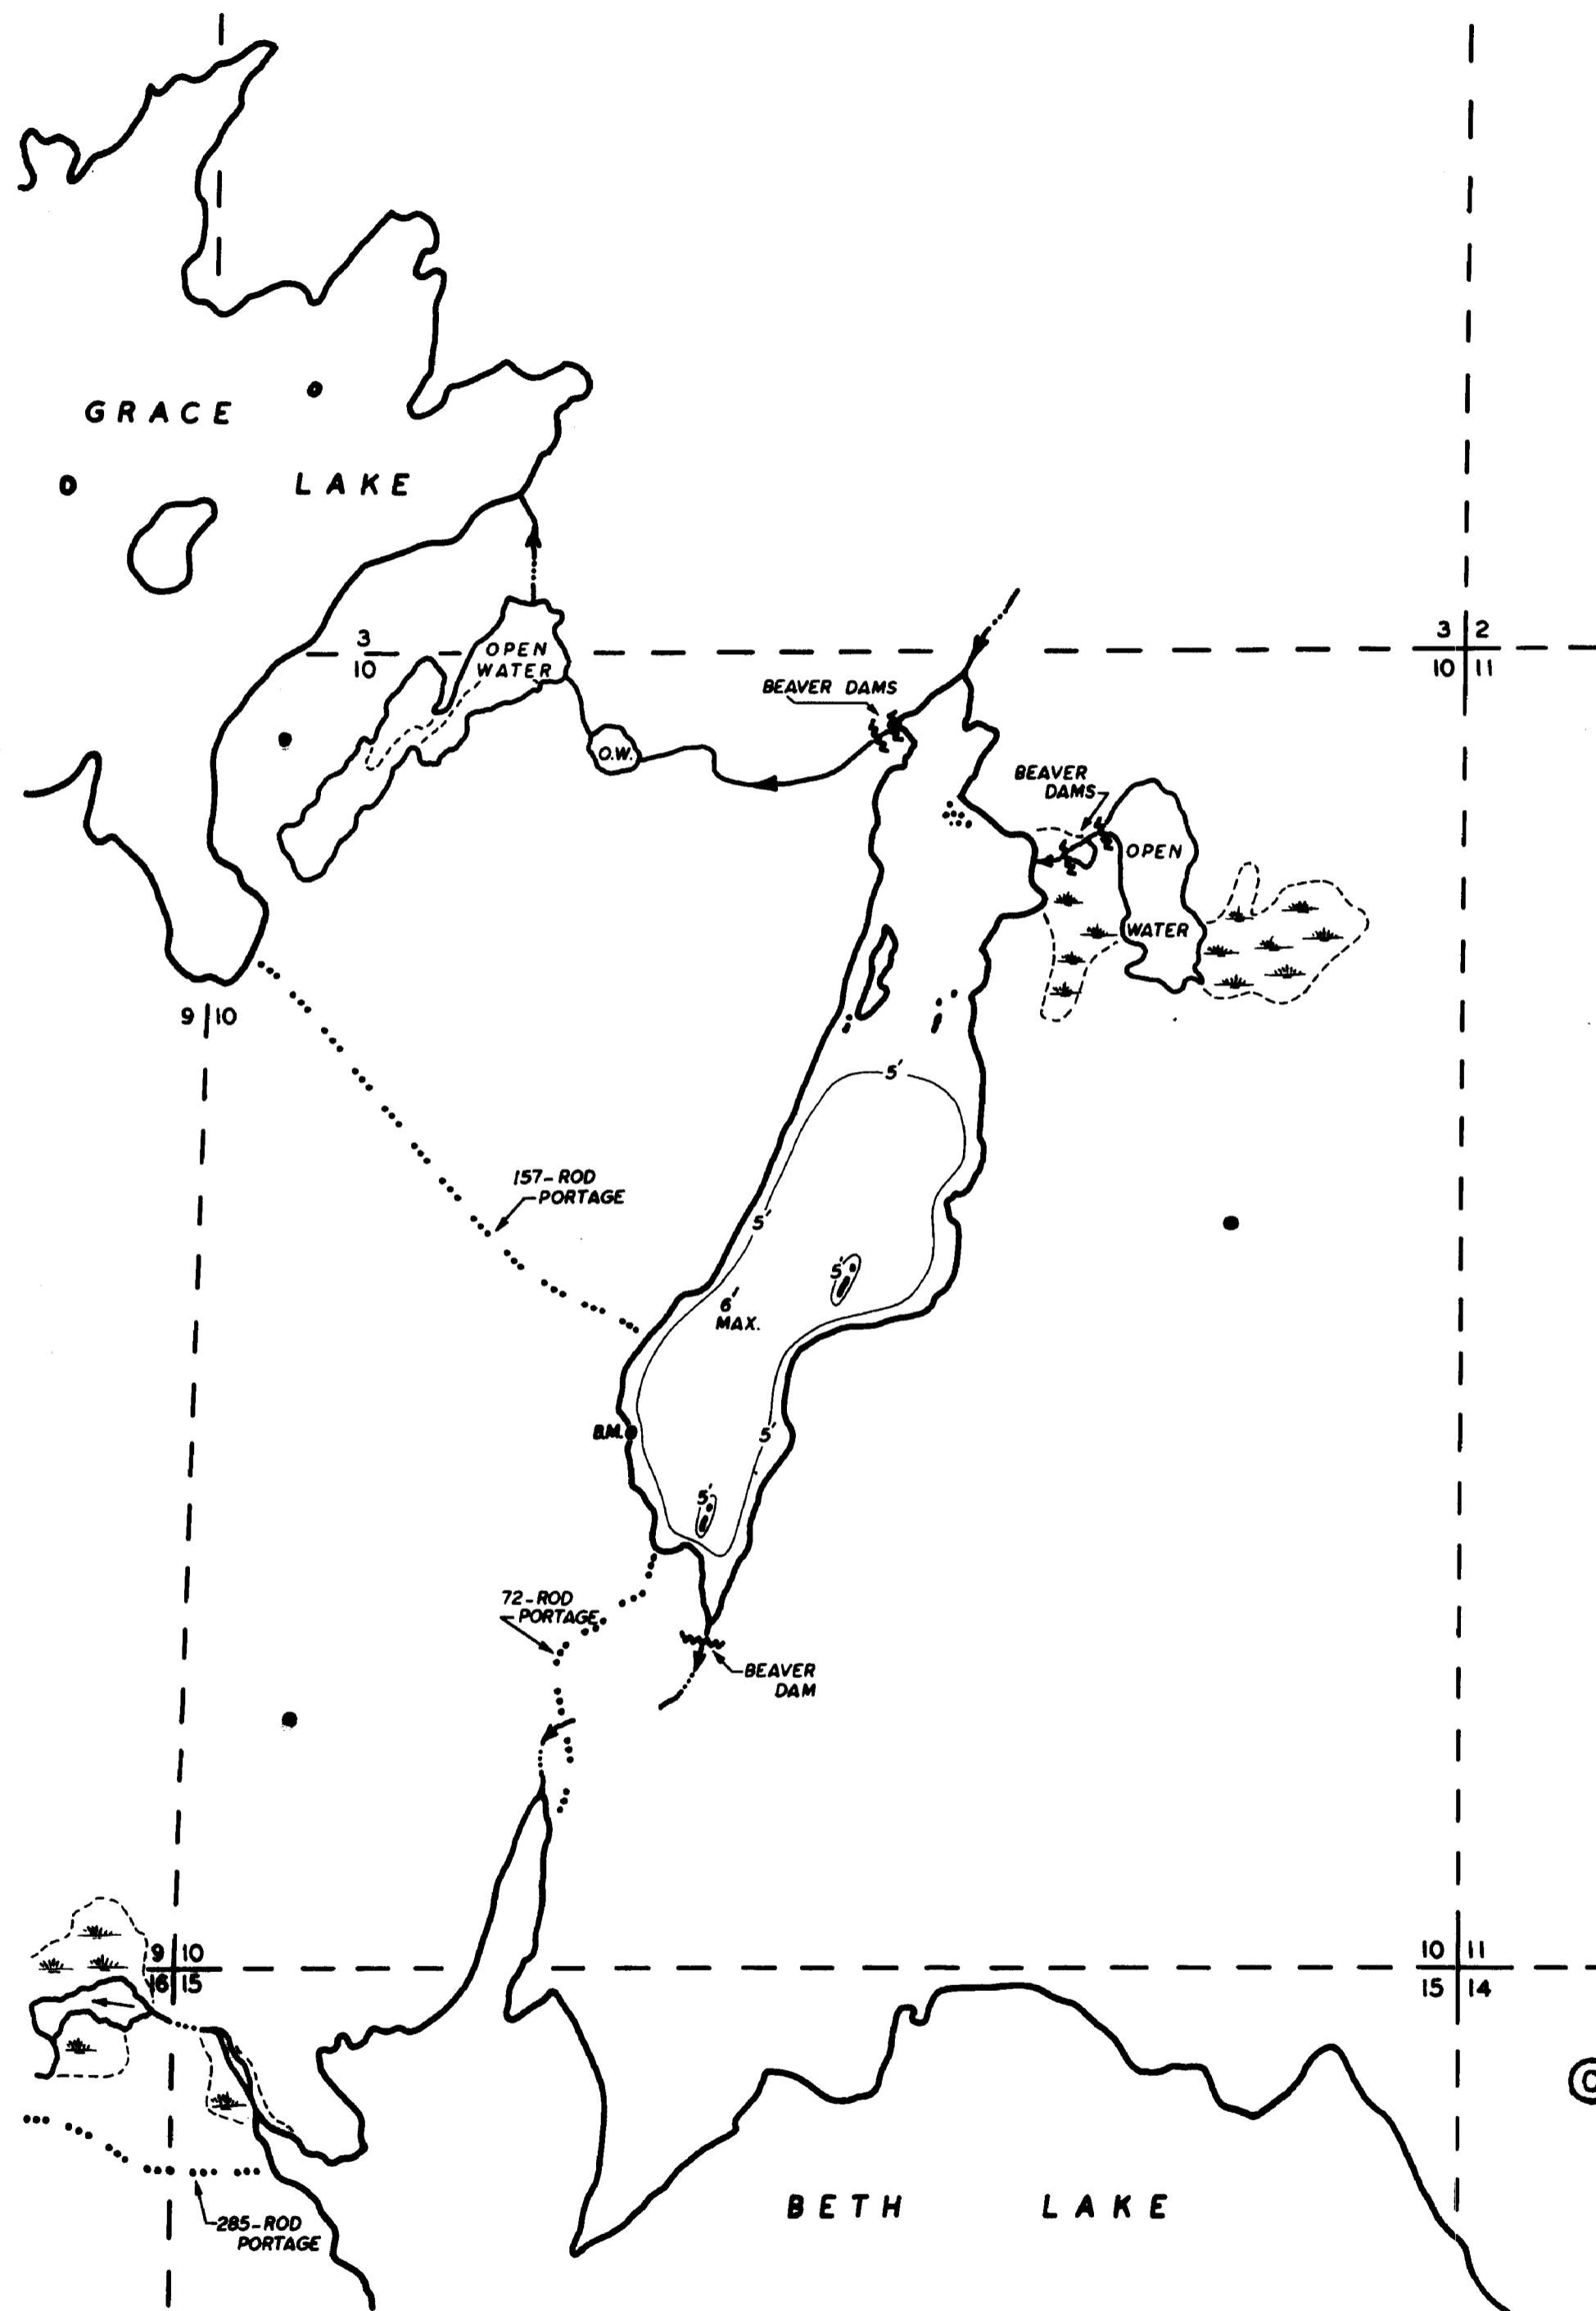 GRACE
LAKE
3
10
OPEN
WATER
3 2
10 11
BEAVER DAMS
O.W.
BEAVER
DAMS
OPEN
WATER
9 10
5'
157-ROD
PORTAGE
5'
5'
6'
MAX.
B.M.
5'
5'
72-ROD
PORTAGE
BEAVER
DAM
9 10
16 15
10 11
15 14
285-ROD
PORTAGE
BETH LAKE